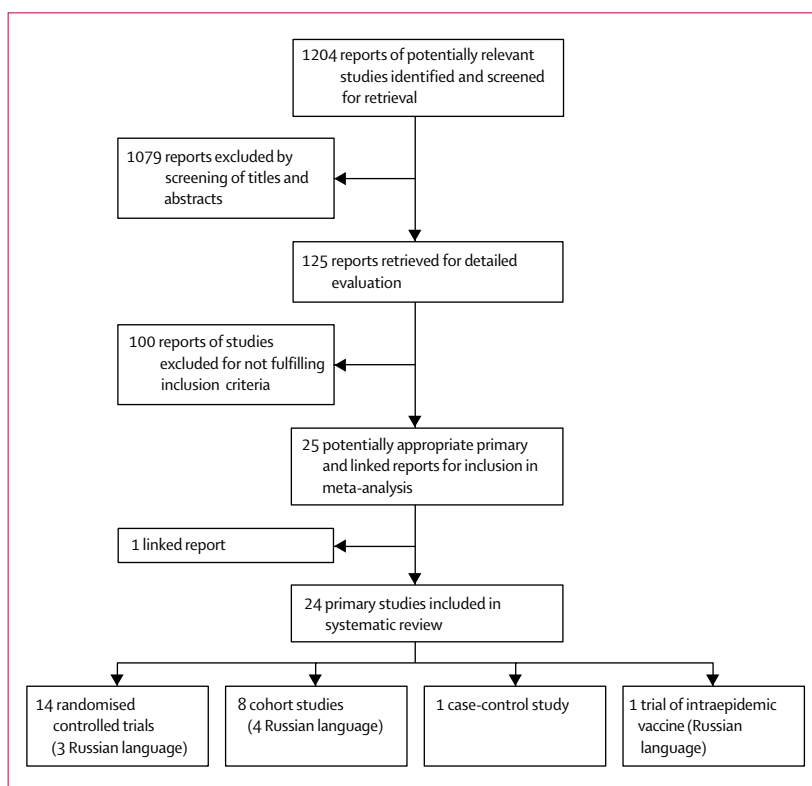 1204 reports of potentially relevant
studies identified and screened
for retrieval
1079 reports excluded by
screening of titles and
abstracts
125 reports retrieved for detailed
evaluation
100 reports of studies
excluded for not fulfilling
inclusion criteria
25 potentially appropriate primary
and linked reports for inclusion in
meta-analysis
1 linked report
24 primary studies included in
systematic review
14 randomised
controlled trials
(3 Russian language)
8 cohort studies
(4 Russian language)
1 case-control study
1 trial of intraepidemic
vaccine (Russian
language)